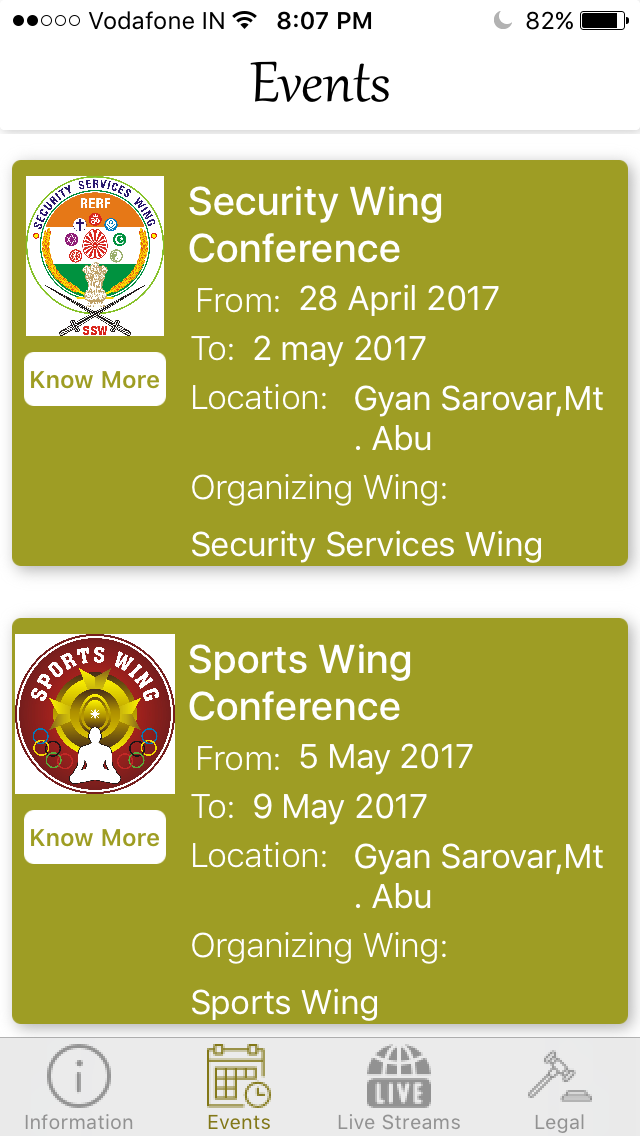 Vodafone IN 8:07 PM 82%
Events
SECURITY SERVICES WING
RERF
SSW
Know More
Security Wing
Conference
From: 28 April 2017
To: 2 may 2017
Location: Gyan Sarovar,Mt
. Abu
Organizing Wing:
Security Services Wing
SPORTS WING
Know More
Sports Wing
Conference
From: 5 May 2017
To: 9 May 2017
Location: Gyan Sarovar,Mt
. Abu
Organizing Wing:
Sports Wing
LIVE
Information Events Live Streams Legal